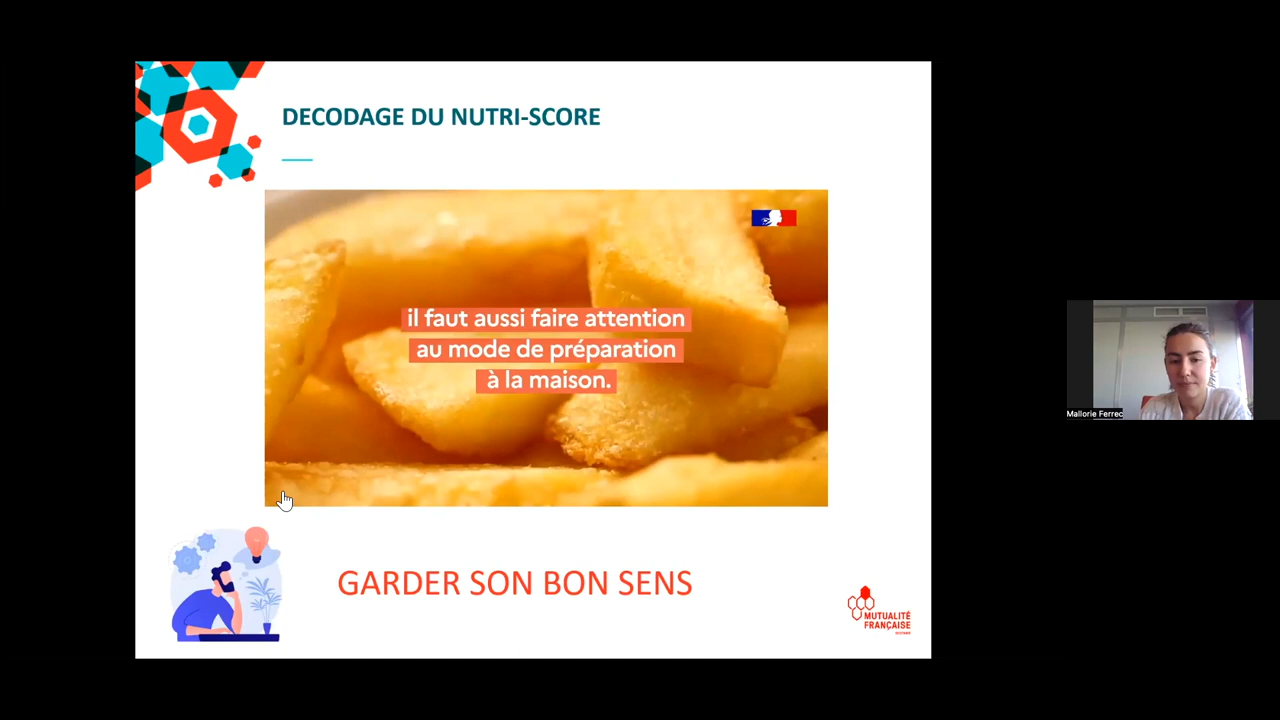 DECODAGE DU NUTRI-SCORE
il faut aussi faire attention
au mode de préparation
à la maison.
GARDER SON BON SENS
MUTUALITÉ
FRANÇAISE
Mallorie Ferrec